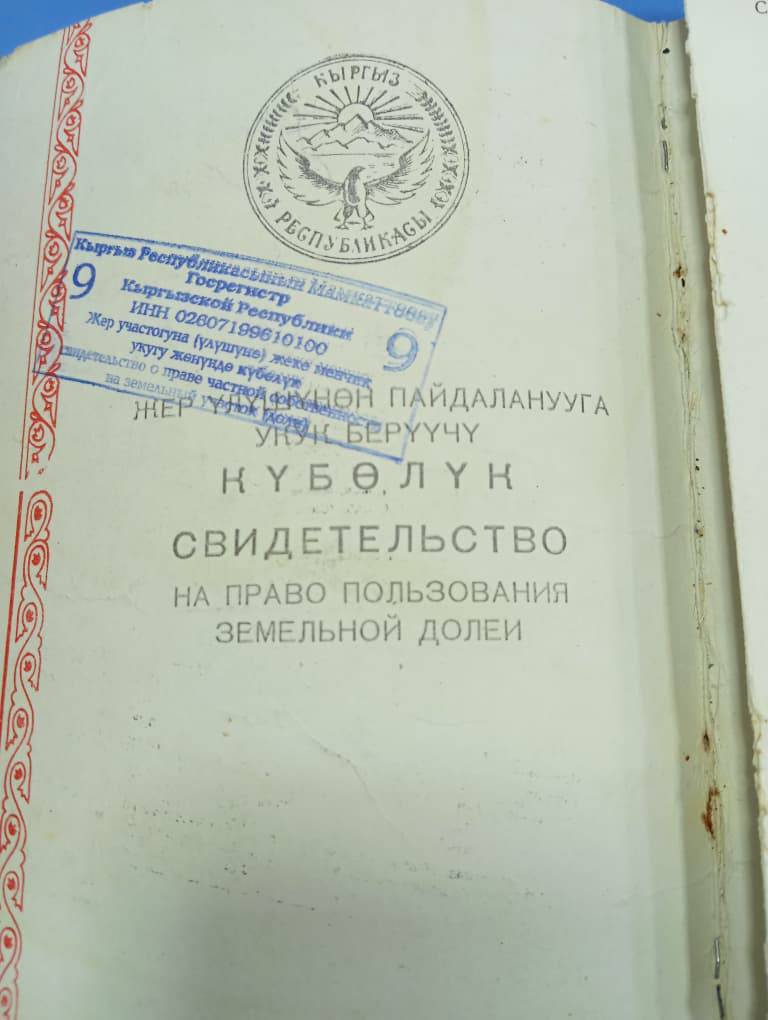 С
КЫРГЫЗ
РЕСПУБЛИКАСЫ
Кыргыз Республикасынын Мамкаттоосу
Госрегистр
Кыргызской Республики
ИНН 02607199610100
Жер участогуна (үлүшүнө) жеке менчик
укугу жөнүндө күбөлүк
Свидетельство о праве частной собственности
на земельный участок (долю)
9
9
ЖЕР ҮЛҮШҮНӨН ПАЙДАЛАНУУГА
УКУК БЕРҮҮЧҮ
КҮБӨЛҮК
СВИДЕТЕЛЬСТВО
НА ПРАВО ПОЛЬЗОВАНИЯ
ЗЕМЕЛЬНОЙ ДОЛЕЙ